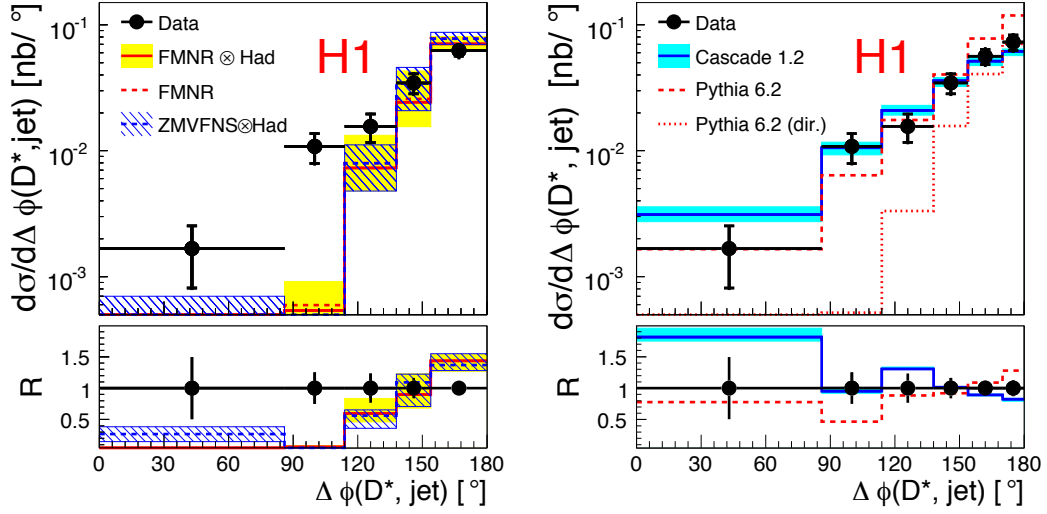 dσ/dΔ ϕ(D*,jet) [nb/ °]
10⁻¹
10⁻²
10⁻³
Data
FMNR ⊗ Had
FMNR
ZMVFNS⊗Had
H1
R
1.5
1
0.5
0 30 60 90 120 150 180
Δ ϕ(D*, jet) [ °]
dσ/dΔ ϕ(D*, jet) [nb/ °]
10⁻¹
10⁻²
10⁻³
Data
Cascade 1.2
Pythia 6.2
Pythia 6.2 (dir.)
H1
R
1.5
1
0.5
0 30 60 90 120 150 180
Δ ϕ(D*, jet) [ °]